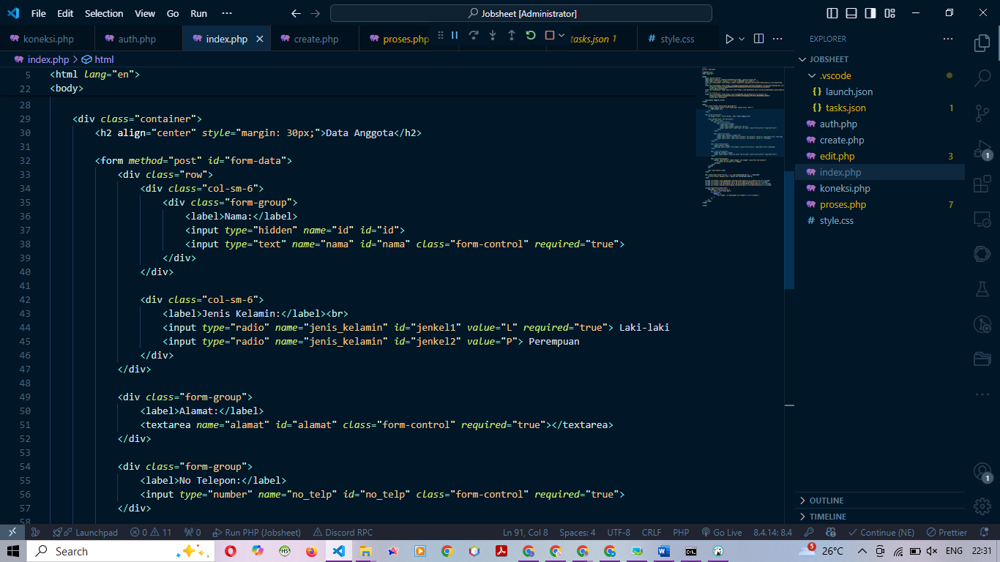 File Edit Selection View Go Run ··· Jobsheet [Administrator]
koneksi.php auth.php index.php create.php proses.php tasks.json 1 style.css
index.php > html
5 <html lang="en">
22 <body>
28
29 <div class="container">
30 <h2 align="center" style="margin: 30px;">Data Anggota</h2>
31
32 <form method="post" id="form-data">
33 <div class="row">
34 <div class="col-sm-6">
35 <div class="form-group">
36 <label>Nama:</label>
37 <input type="hidden" name="id" id="id">
38 <input type="text" name="nama" id="nama" class="form-control" required="true">
39 </div>
40 </div>
41
42 <div class="col-sm-6">
43 <label>Jenis Kelamin:</label><br>
44 <input type="radio" name="jenis_kelamin" id="jenkel1" value="L" required="true"> Laki-laki
45 <input type="radio" name="jenis_kelamin" id="jenkel2" value="P"> Perempuan
46 </div>
47 </div>
48
49 <div class="form-group">
50 <label>Alamat:</label>
51 <textarea name="alamat" id="alamat" class="form-control" required="true"></textarea>
52 </div>
53
54 <div class="form-group">
55 <label>No Telepon:</label>
56 <input type="number" name="no_telp" id="no_telp" class="form-control" required="true">
57 </div>
58
EXPLORER
JOBSHEET
.vscode
{} launch.json
{} tasks.json 1
auth.php
create.php
edit.php 3
index.php
koneksi.php
proses.php 7
# style.css
OUTLINE
TIMELINE
1
1
Launchpad 0 11 0 Run PHP (Jobsheet) Discord RPC Ln 91, Col 8 Spaces: 4 UTF-8 CRLF PHP Go Live 8.4.14: 8.4 Continue (NE) Prettier
Search 5 26°C ENG 22:31